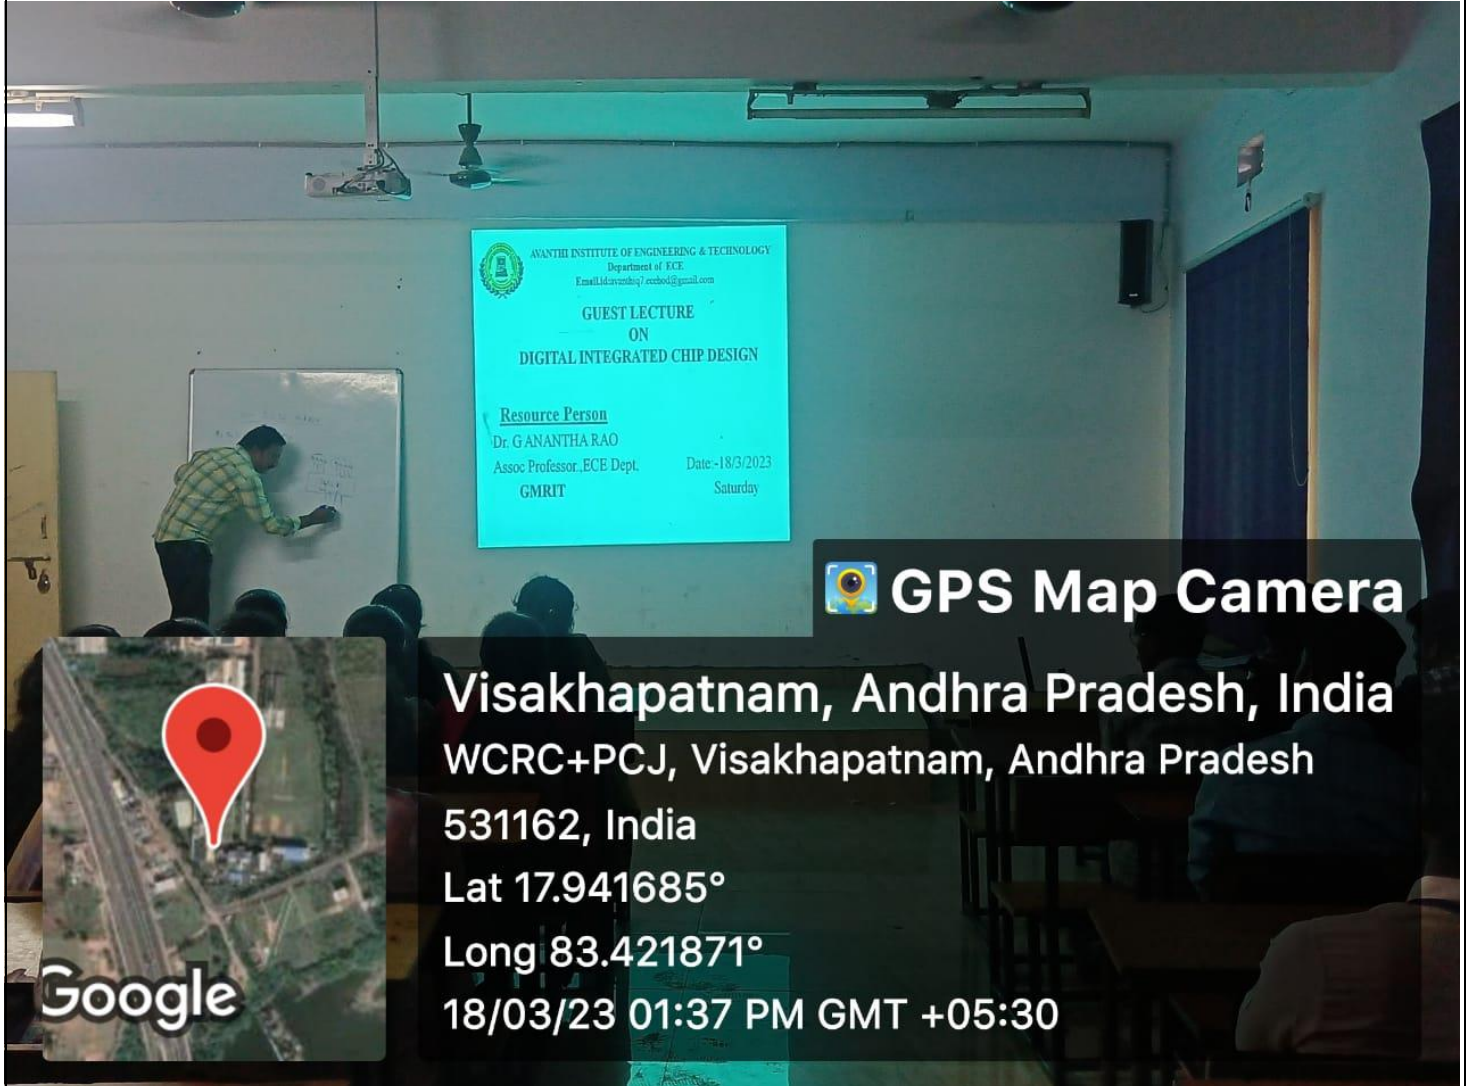 AVANTHI INSTITUTE OF ENGINEERING & TECHNOLOGY
Department of ECE
GUEST LECTURE
ON
DIGITAL INTEGRATED CHIP DESIGN
Resource Person
Dr. G ANANTHA RAO
Assoc Professor.,ECE Dept.
Date:-18/3/2023
GMRIT
Saturday
GPS Map Camera
Visakhapatnam, Andhra Pradesh, India
WCRC+PCJ, Visakhapatnam, Andhra Pradesh
531162, India
Lat 17.941685°
Long 83.421871°
18/03/23 01:37 PM GMT +05:30
Google